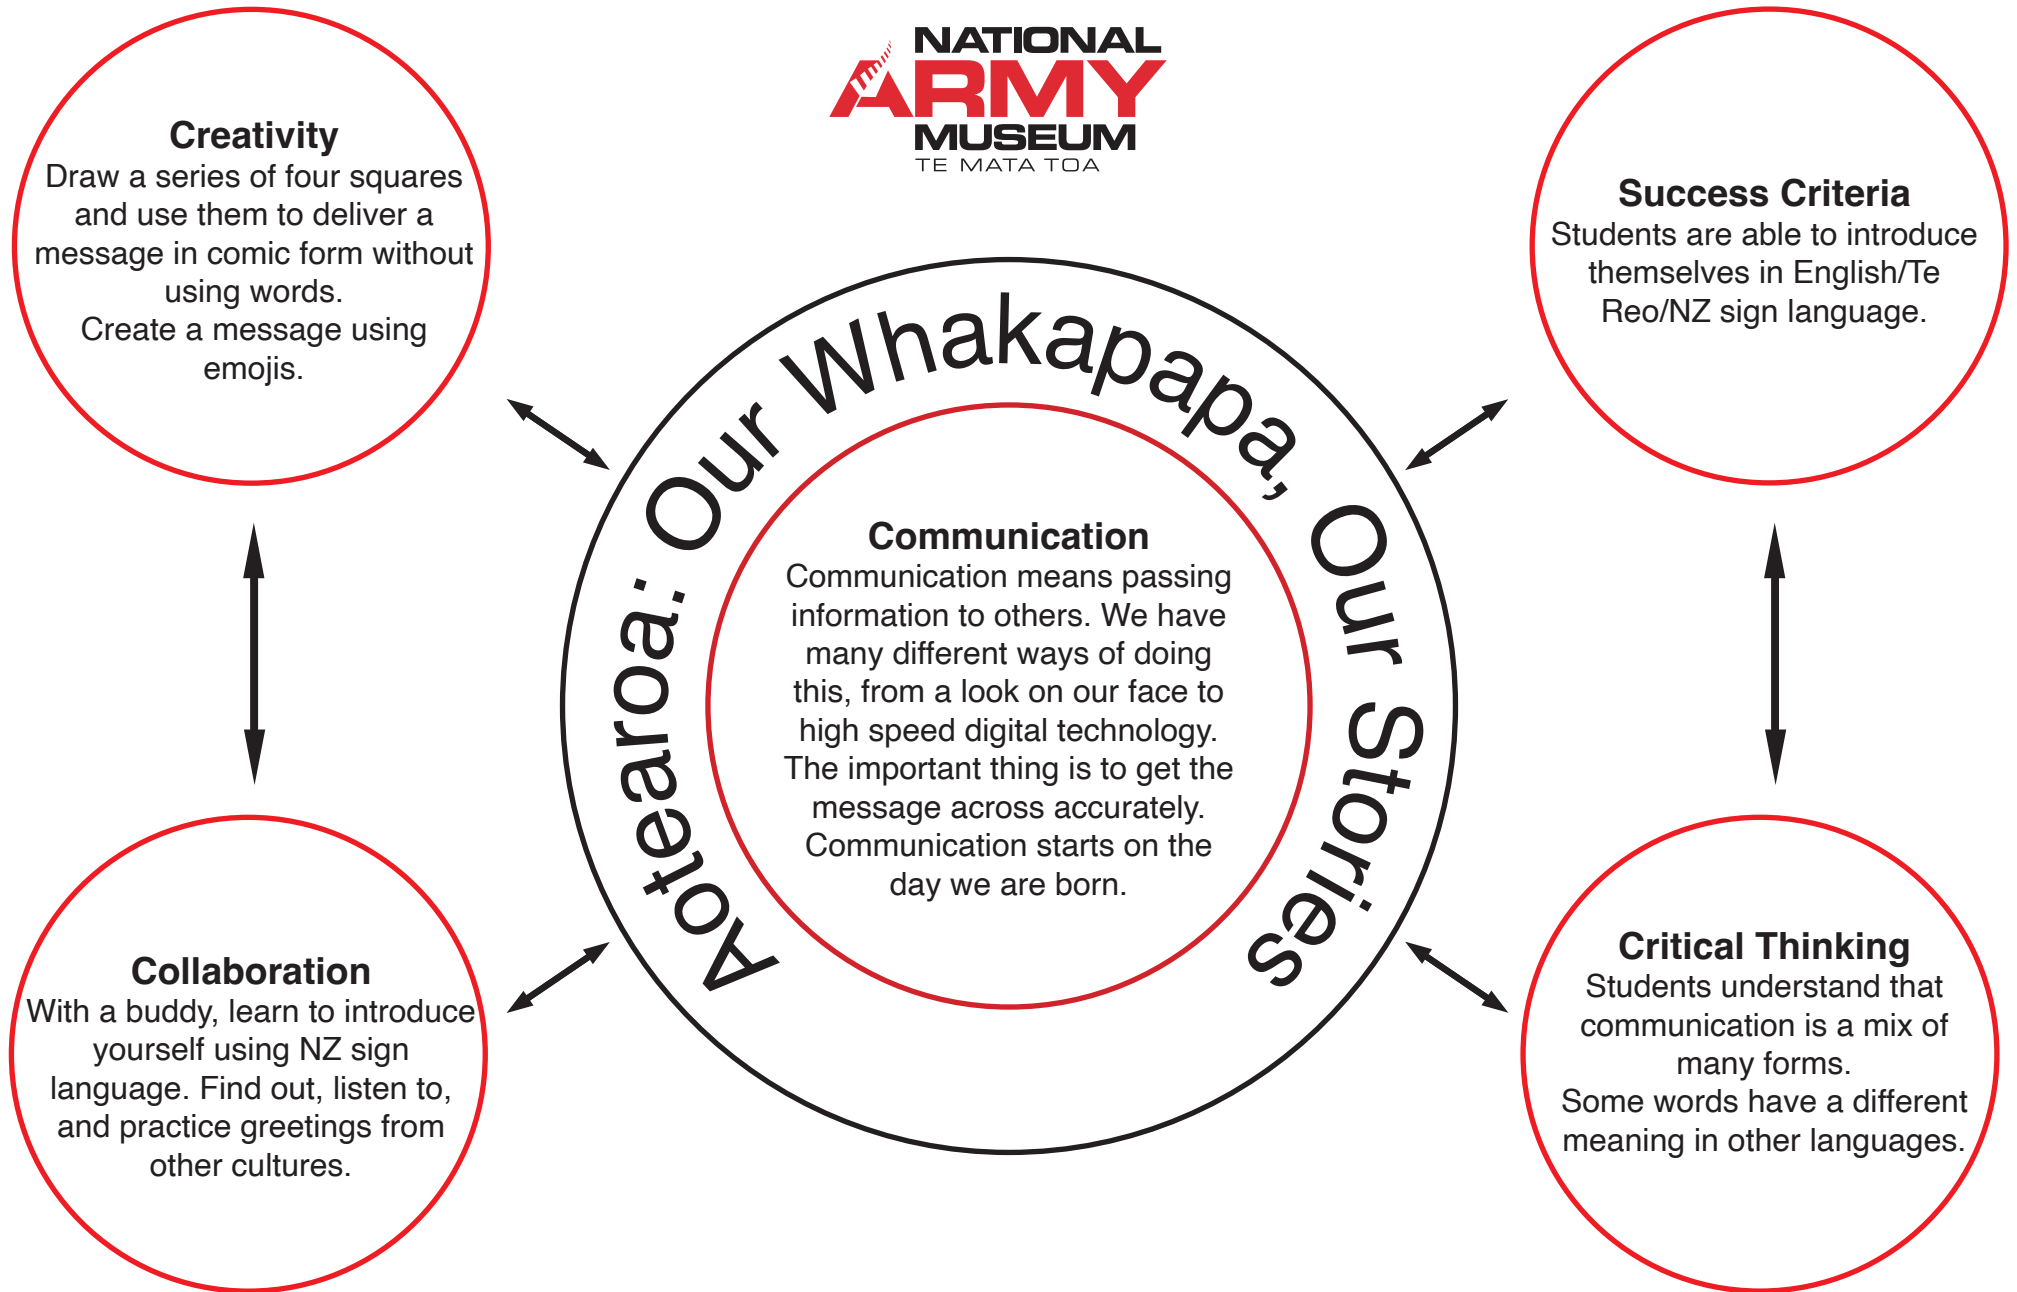 NATIONAL
ARMY
MUSEUM
TE MATA TOA
Creativity
Draw a series of four squares
and use them to deliver a
message in comic form without
using words.
Create a message using
emojis.
Success Criteria
Students are able to introduce
themselves in English/Te
Reo/NZ sign language.
Aotearoa: Our Whakapapa, Our Stories
Communication
Communication means passing
information to others. We have
many different ways of doing
this, from a look on our face to
high speed digital technology.
The important thing is to get the
message across accurately.
Communication starts on the
day we are born.
Collaboration
With a buddy, learn to introduce
yourself using NZ sign
language. Find out, listen to,
and practice greetings from
other cultures.
Critical Thinking
Students understand that
communication is a mix of
many forms.
Some words have a different
meaning in other languages.